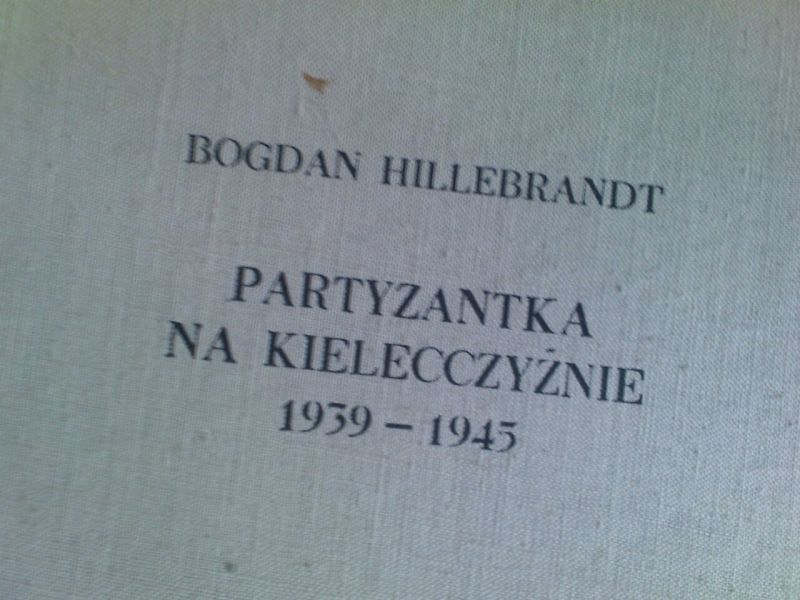 BOGDAN HILLEBRANDT
PARTYZANTKA
NA KIELECCZYŹNIE
1939 – 1945